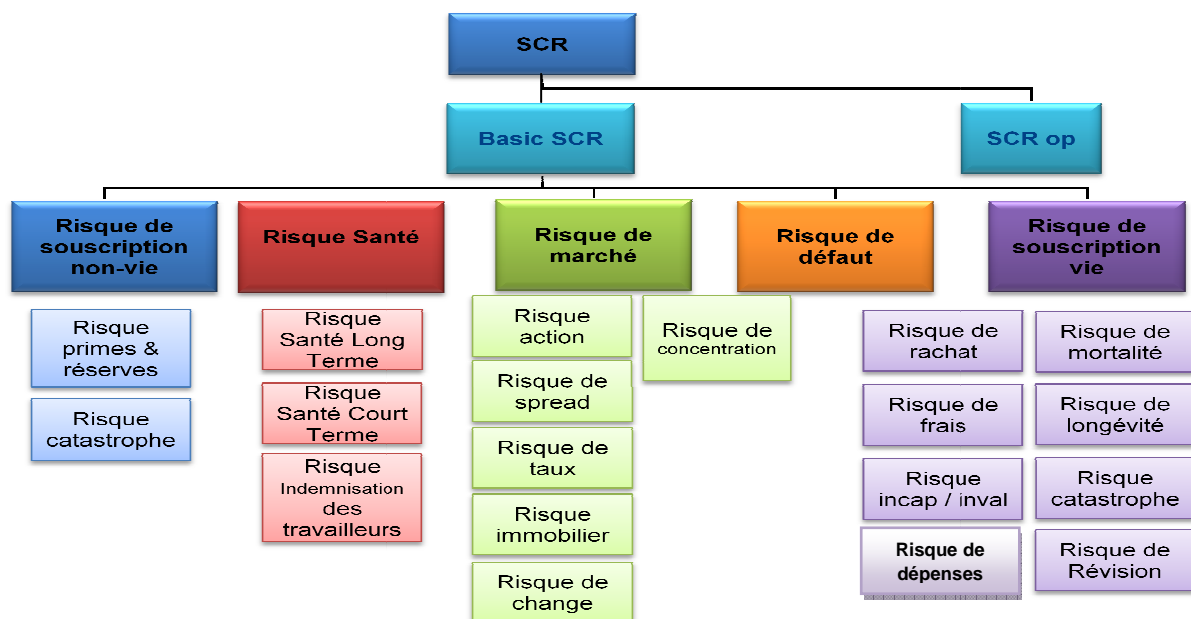 SCR
Basic SCR
SCR op
Risque de
souscription
non-vie
Risque Santé
Risque de
marché
Risque de
défaut
Risque de
souscription
vie
Risque
primes &
réserves
Risque
catastrophe
Risque
Santé Long
Terme
Risque
Santé Court
Terme
Risque
Indemnisation
des
travailleurs
Risque
action
Risque de
spread
Risque de
taux
Risque
immobilier
Risque de
change
Risque de
concentration
Risque de
rachat
Risque de
frais
Risque
incap / inval
Risque de
dépenses
Risque de
mortalité
Risque de
longévité
Risque
catastrophe
Risque de
Révision